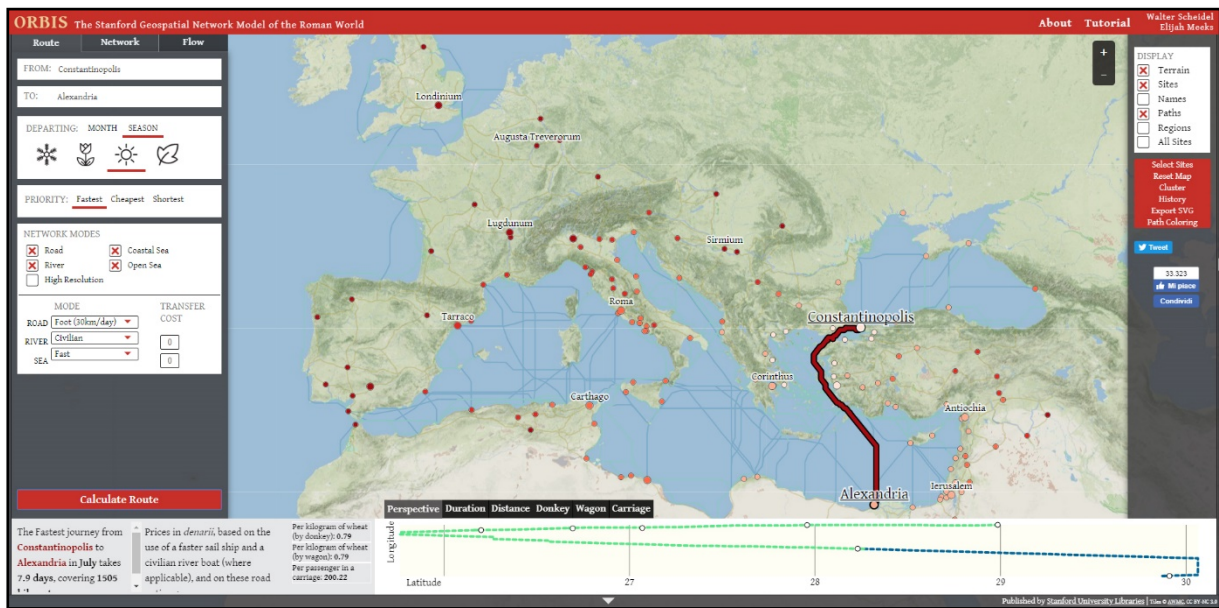 ORBIS The Stanford Geospatial Network Model of the Roman World
About Tutorial
Walter Scheidel
Elijah Meeks
Route Network Flow
FROM: Constantinopolis
TO: Alexandria
DEPARTING: MONTH SEASON
PRIORITY: Fastest Cheapest Shortest
NETWORK MODES
Road Coastal Sea
River Open Sea
High Resolution
MODE TRANSFER
COST
ROAD Foot (30km/day)
RIVER Civilian 0
SEA Fast 0
Calculate Route
Londinium
Augusta Treverorum
Lugdunum
Sirmium
Roma
Tarraco
Constantinopolis
Corinthus
Carthago
Antiochia
Alexandria
Ierusalem
+
-
DISPLAY
Terrain
Sites
Names
Paths
Regions
All Sites
Select Sites
Reset Map
Cluster
History
Export SVG
Path Coloring
Tweet
33.323
Mi piace
Condividi
The Fastest journey from
Constantinopolis to
Alexandria in July takes
7.9 days, covering 1505
Prices in denarii, based on the
use of a faster sail ship and a
civilian river boat (where
applicable), and on these road
Per kilogram of wheat
(by donkey): 0.79
Per kilogram of wheat
(by wagon): 0.79
Per passenger in a
carriage: 200.22
Perspective Duration Distance Donkey Wagon Carriage
Longitude
Latitude 27 28 29 30
Published by Stanford University Libraries | Tiles © AWMC, CC BY-NC 3.0